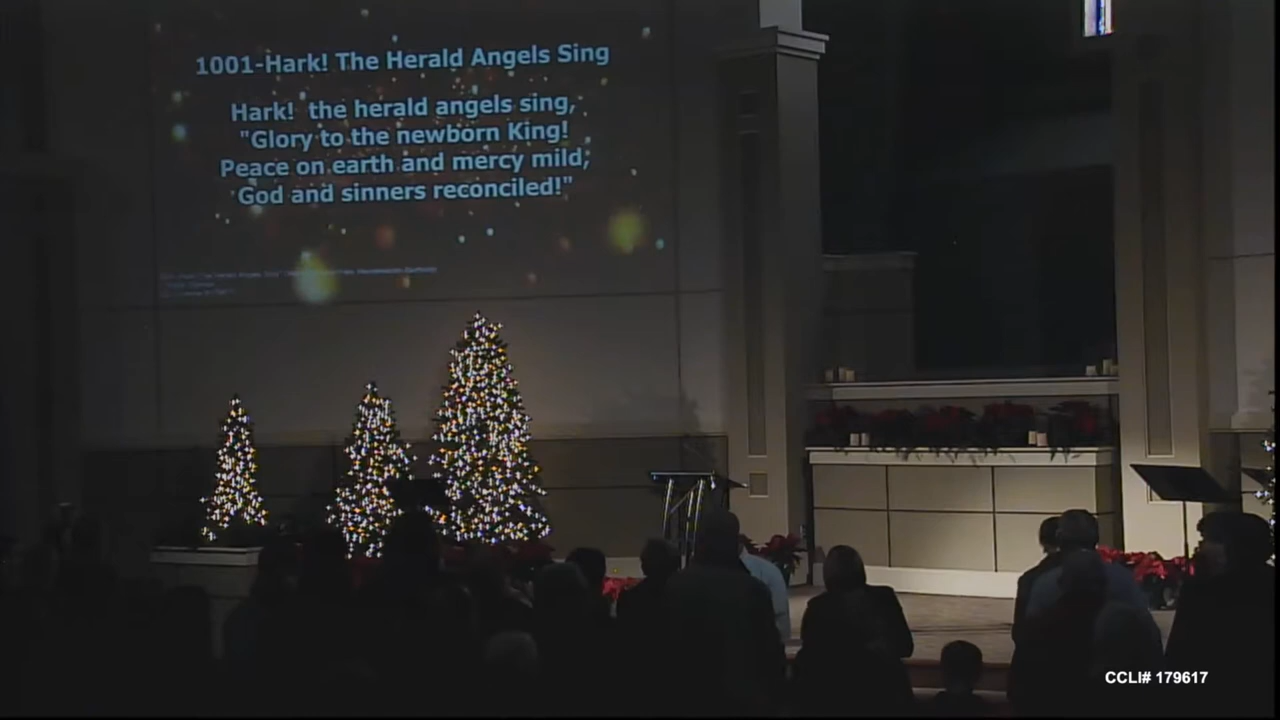 1001-Hark! The Herald Angels Sing
Hark!  the herald angels sing,
"Glory to the newborn King!
Peace on earth and mercy mild;
God and sinners reconciled!"
CCLI# 179617